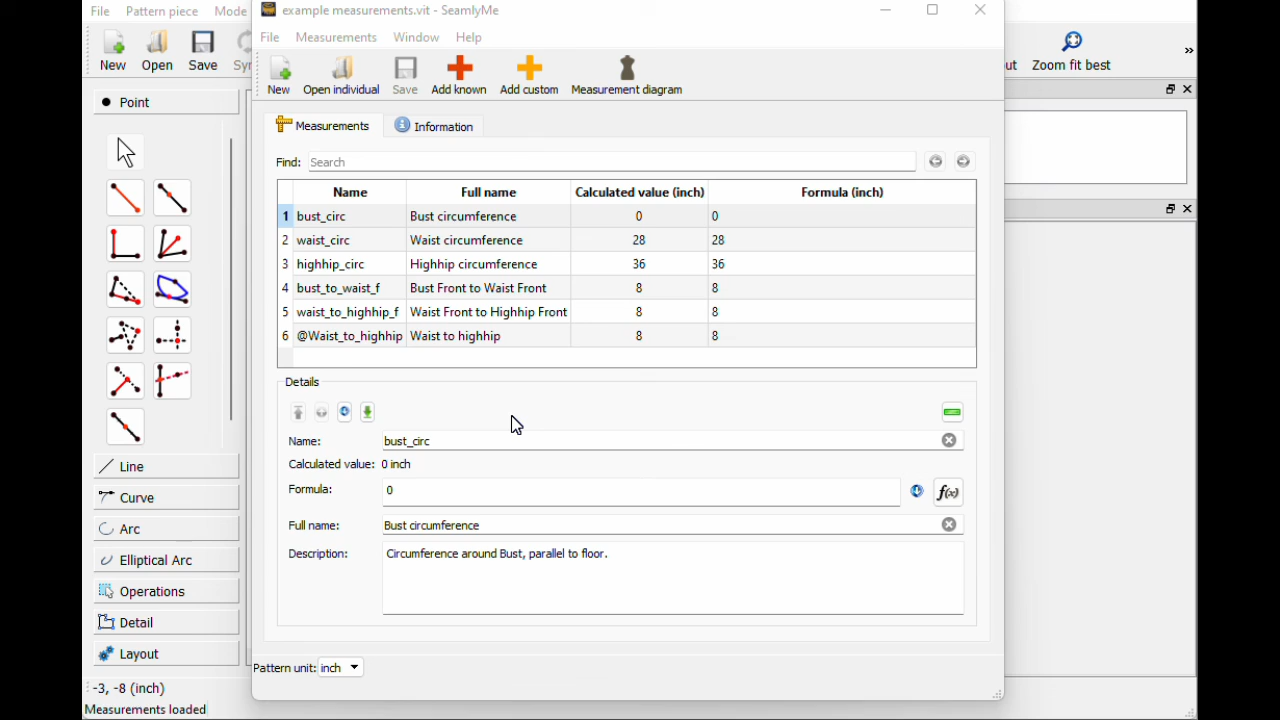 File Pattern piece Mode
example measurements.vit - SeamlyMe
New Open Save
Zoom fit best
File Measurements Window Help
New Open individual Save Add known Add custom Measurement diagram
Point
Measurements Information
Find: Search
Name Full name Calculated value (inch) Formula (inch)
1 bust_circ Bust circumference 0 0
2 waist_circ Waist circumference 28 28
3 highhip_circ Highhip circumference 36 36
4 bust_to_waist_f Bust Front to Waist Front 8 8
5 waist_to_highhip_f Waist Front to Highhip Front 8 8
6 @Waist_to_highhip Waist to highhip 8 8
Details
Name: bust_circ
Calculated value: 0 inch
Formula: 0
f(x)
Full name: Bust circumference
Description: Circumference around Bust, parallel to floor.
Line
Curve
Arc
Elliptical Arc
Operations
Detail
Layout
Pattern unit: inch
-3, -8 (inch)
Measurements loaded